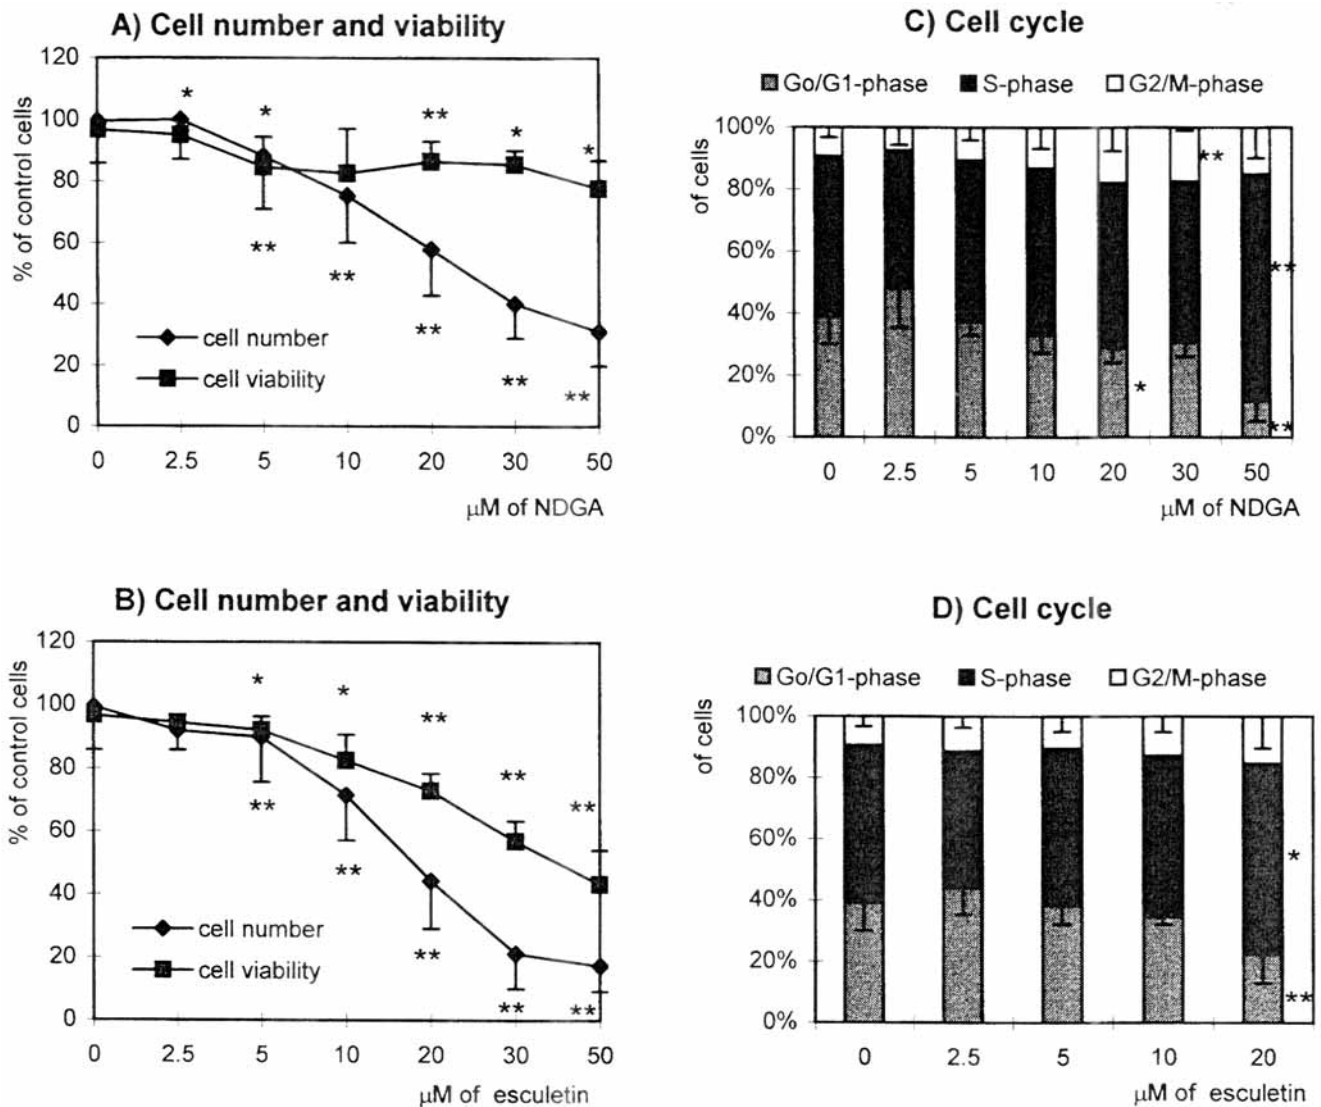 A) Cell number and viability
120
100
80
60
40
20
0
% of control cells
* * ** * *
** ** ** ** **
cell number
cell viability
0 2.5 5 10 20 30 50
μM of NDGA
C) Cell cycle
Go/G1-phase S-phase G2/M-phase
100%
80%
60%
40%
20%
0%
of cells
**
**
*
**
0 2.5 5 10 20 30 50
μM of NDGA
B) Cell number and viability
120
100
80
60
40
20
0
% of control cells
* * ** ** **
** ** ** ** **
cell number
cell viability
0 2.5 5 10 20 30 50
μM of esculetin
D) Cell cycle
Go/G1-phase S-phase G2/M-phase
100%
80%
60%
40%
20%
0%
of cells
*
**
0 2.5 5 10 20
μM of esculetin